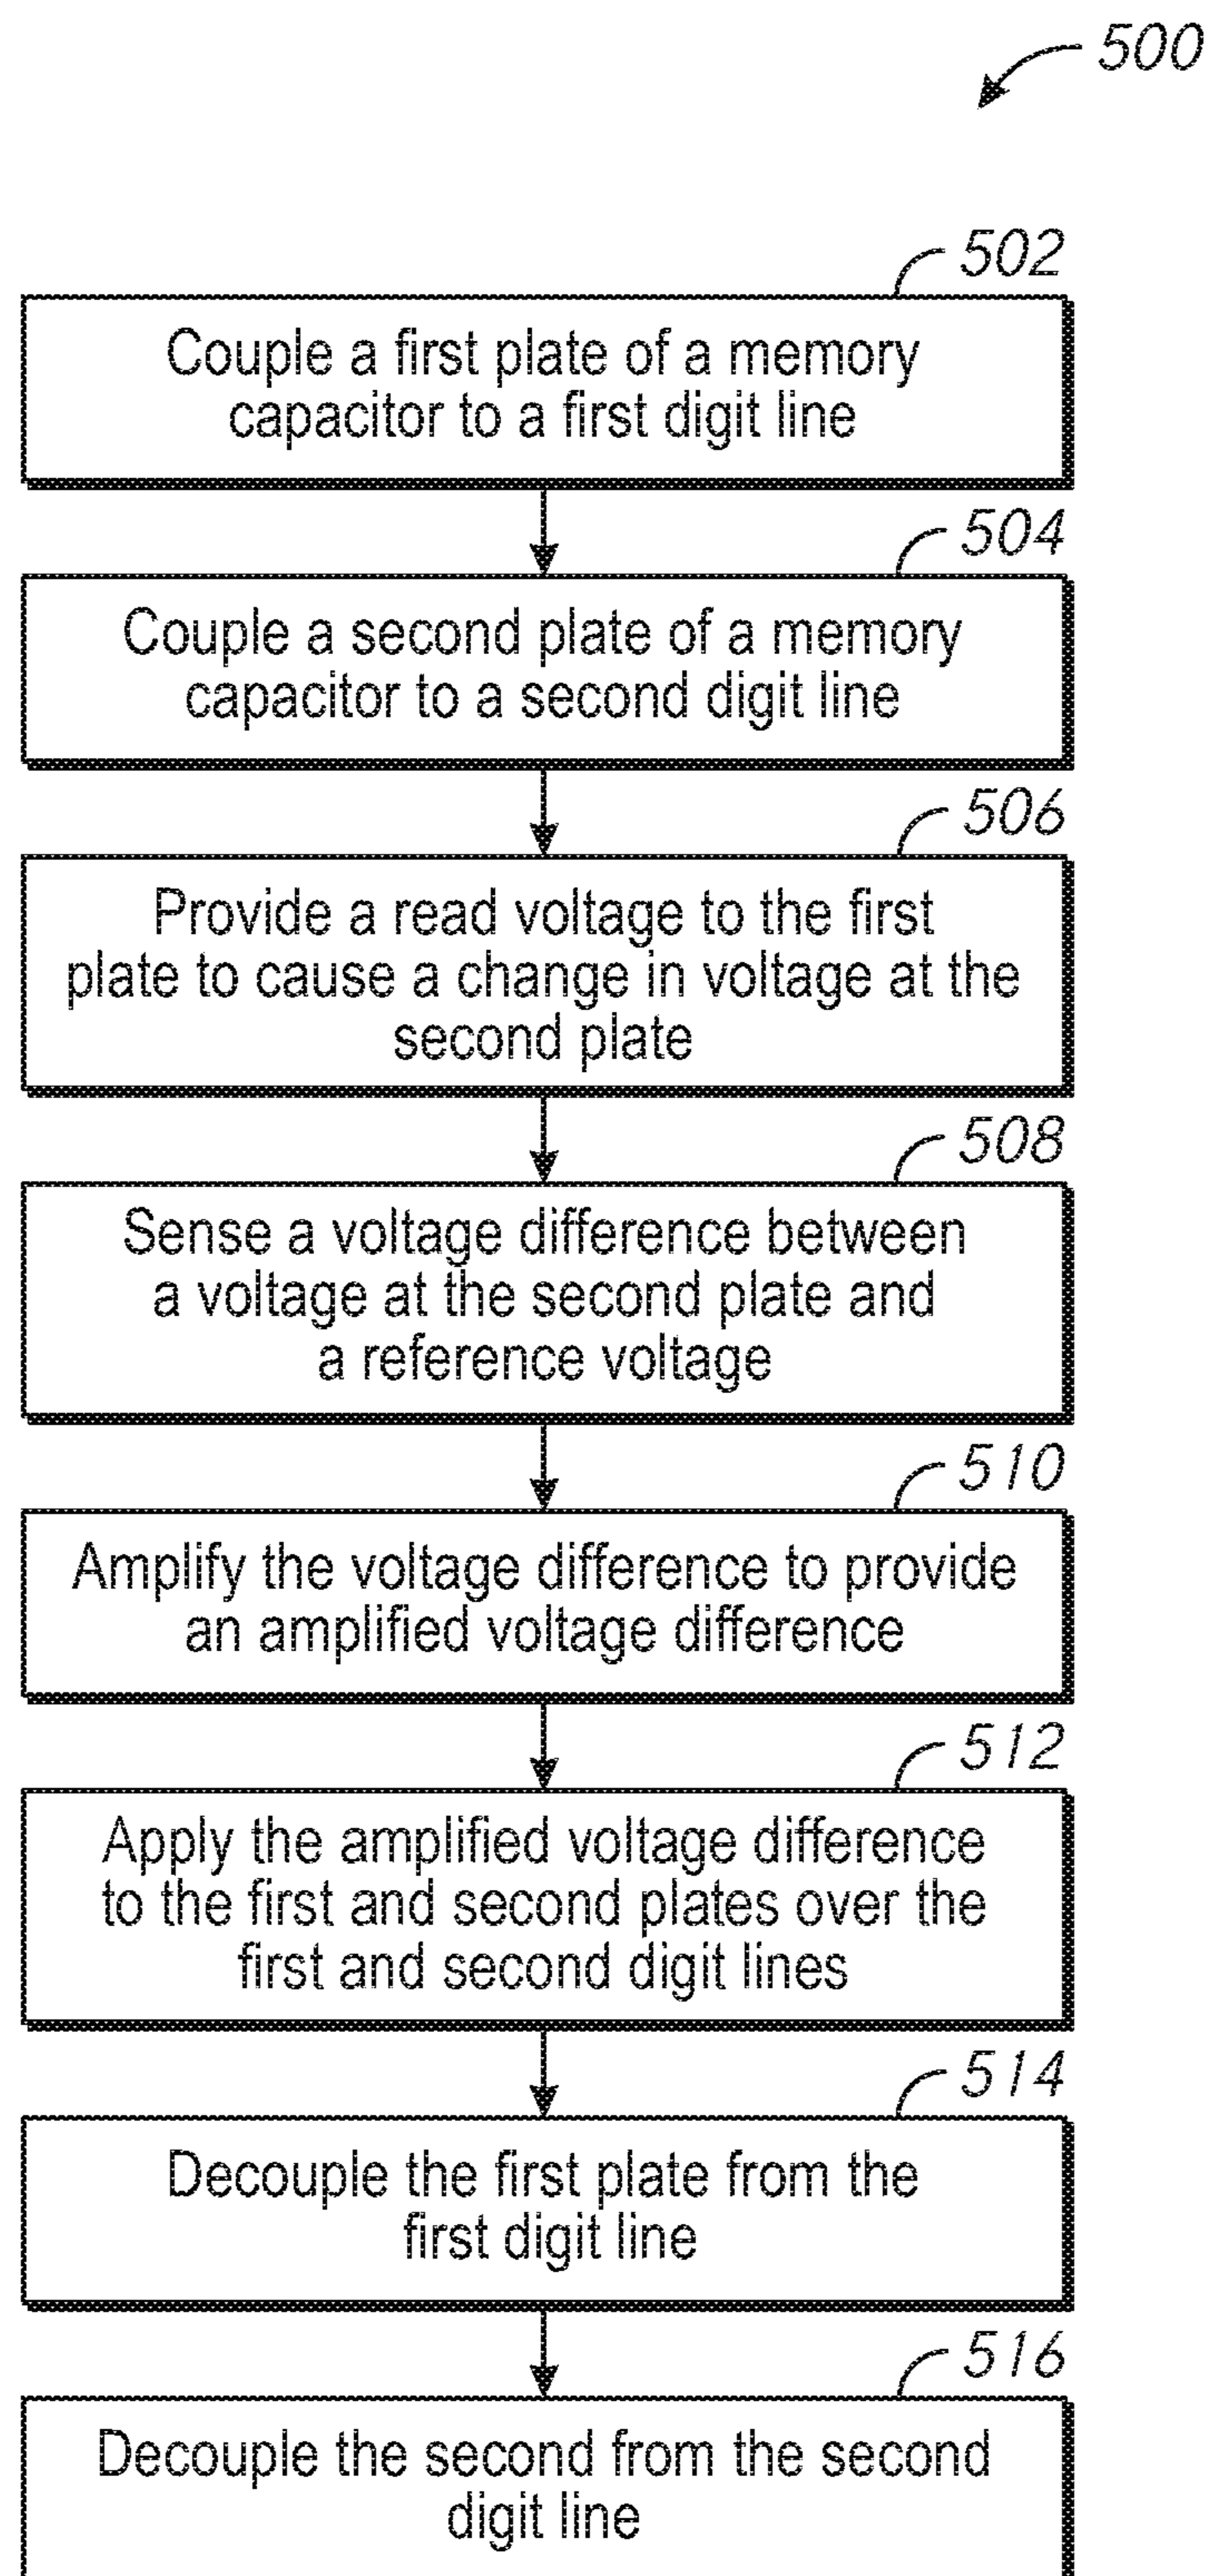 500
502
Couple a first plate of a memory
capacitor to a first digit line
504
Couple a second plate of a memory
capacitor to a second digit line
506
Provide a read voltage to the first
plate to cause a change in voltage at the
second plate
508
Sense a voltage difference between
a voltage at the second plate and
a reference voltage
510
Amplify the voltage difference to provide
an amplified voltage difference
512
Apply the amplified voltage difference
to the first and second plates over the
first and second digit lines
514
Decouple the first plate from the
first digit line
516
Decouple the second from the second
digit line